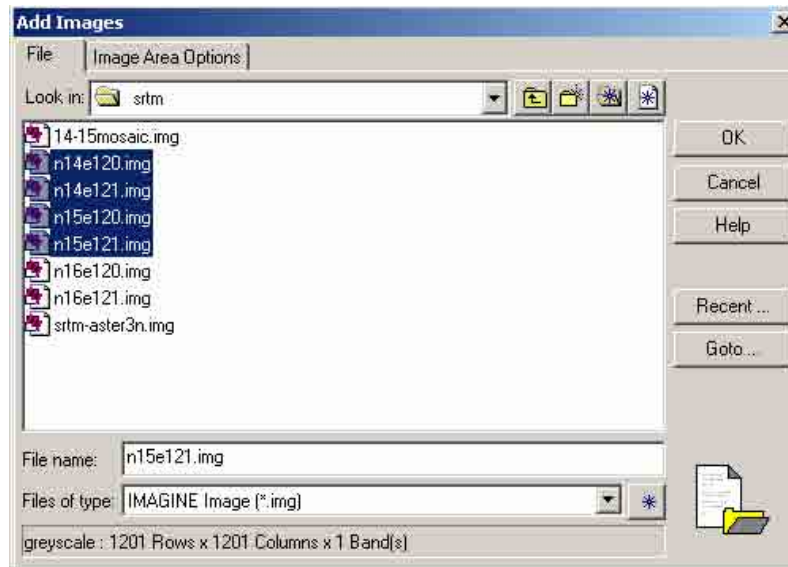 Add Images
File
Image Area Options
Look in: srtm
14-15mosaic.img
n14e120.img
n14e121.img
n15e120.img
n15e121.img
n16e120.img
n16e121.img
srtm-aster3n.img
OK
Cancel
Help
Recent ...
Goto ...
File name: n15e121.img
Files of type: IMAGINE Image (*.img)
greyscale : 1201 Rows x 1201 Columns x 1 Band(s)